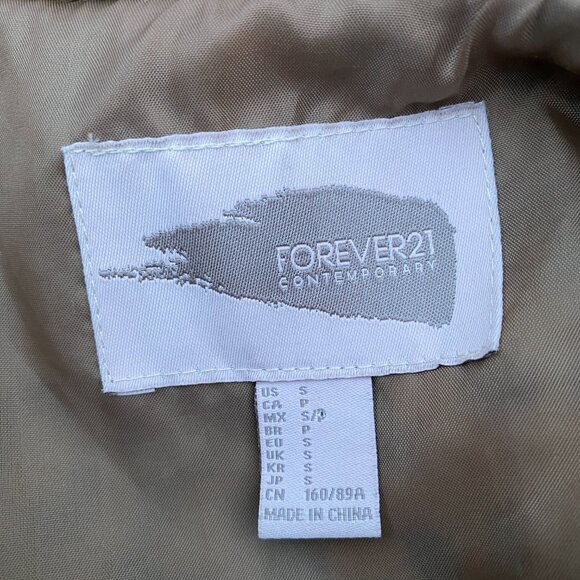 FOREVER21
CONTEMPORARY
US S
CA P
MX S/P
BR P
EU S
UK S
KR S
JP S
CN 160/89A
MADE IN CHINA